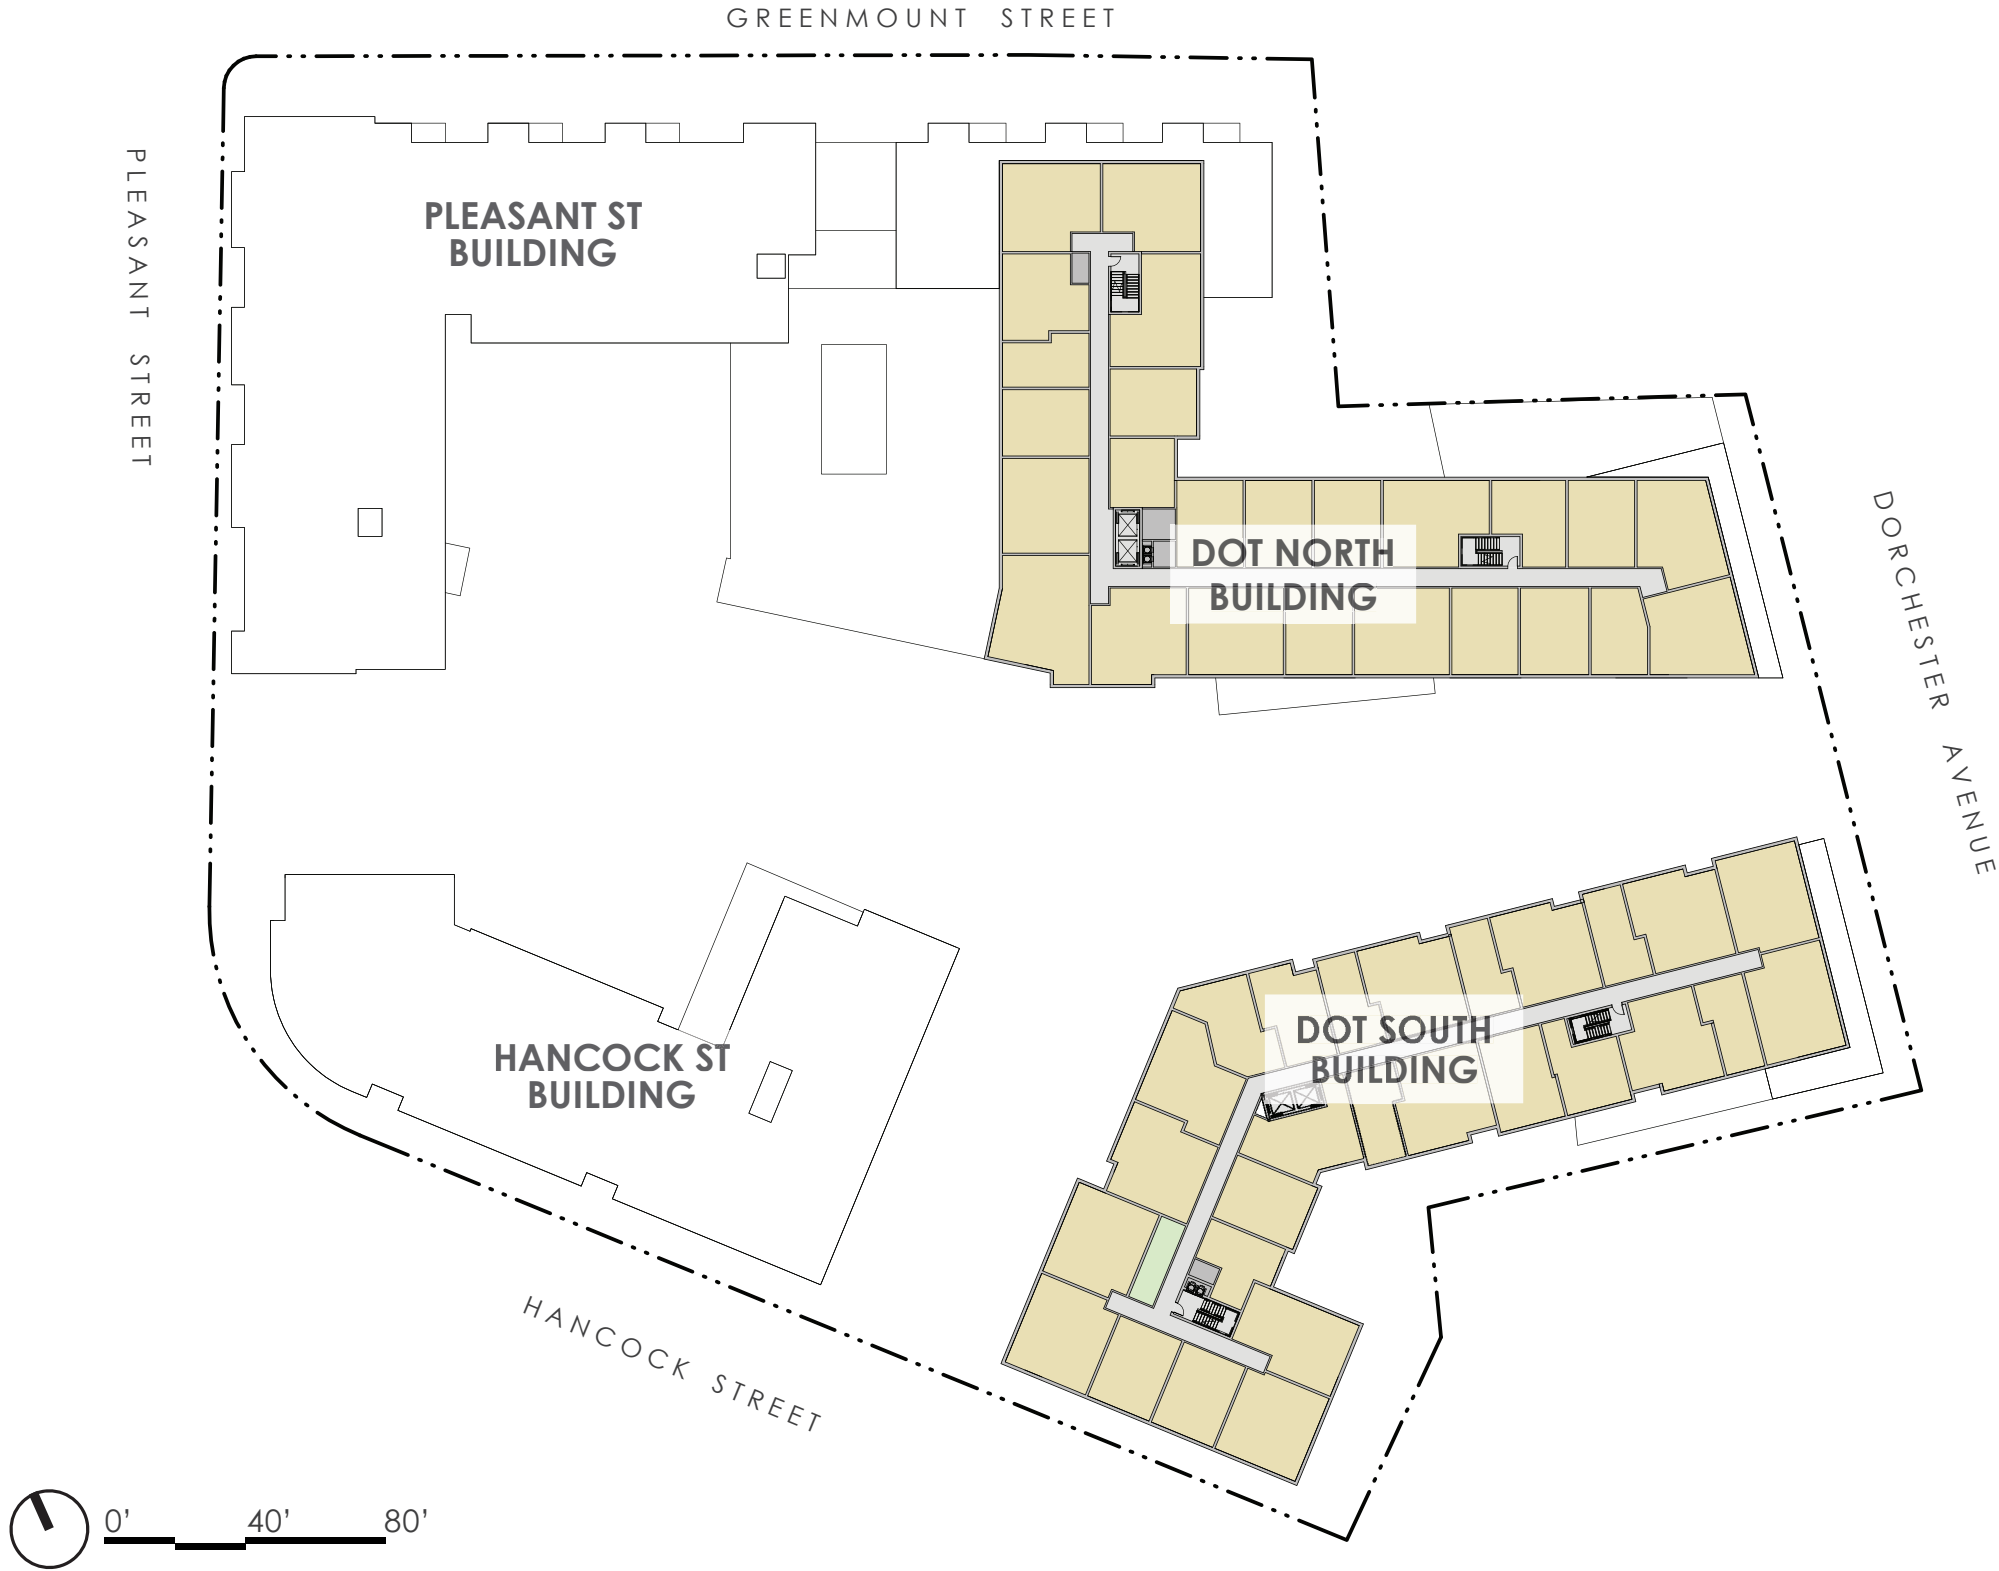 GREENMOUNT STREET
PLEASANT STREET
PLEASANT ST
BUILDING
DOT NORTH
BUILDING
DORCHESTER AVENUE
DOT SOUTH
BUILDING
HANCOCK ST
BUILDING
HANCOCK STREET
0' 40' 80'